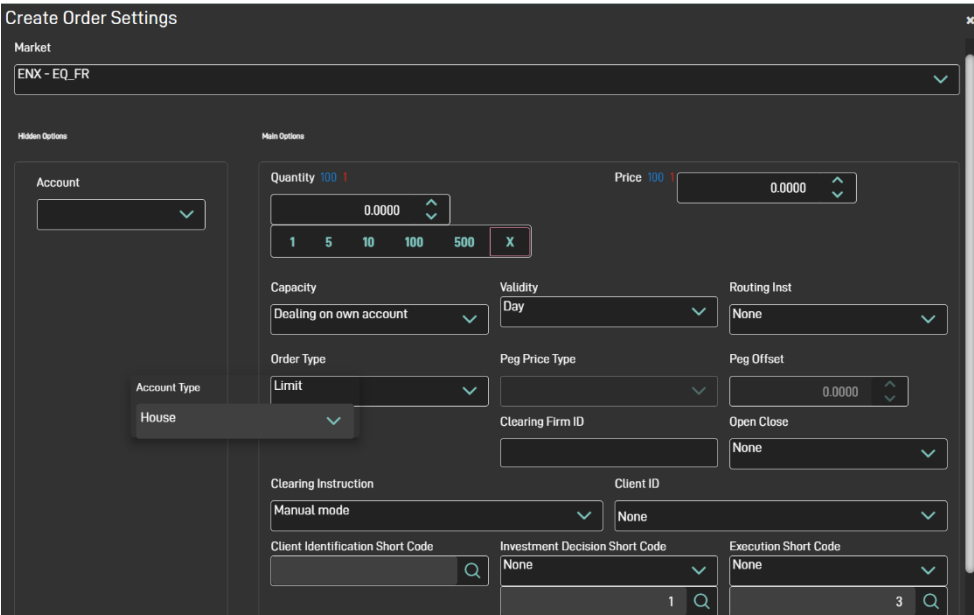 Create Order Settings
Market
ENX - EQ_FR
Hidden Options
Main Options
Account
Quantity 100 1
Price 100 1
0.0000
0.0000
1 5 10 100 500 X
Capacity Validity Routing Inst
Dealing on own account Day None
Order Type Peg Price Type Peg Offset
Account Type
Limit
0.0000
House
Clearing Firm ID Open Close
None
Clearing Instruction Client ID
Manual mode None
Client Identification Short Code Investment Decision Short Code Execution Short Code
None None
1 3